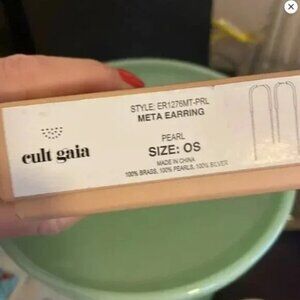 cult gaia
STYLE: ER1276MT-PRL
META EARRING
PEARL
SIZE: OS
MADE IN CHINA
100% BRASS, 100% PEARLS, 100% SILVER